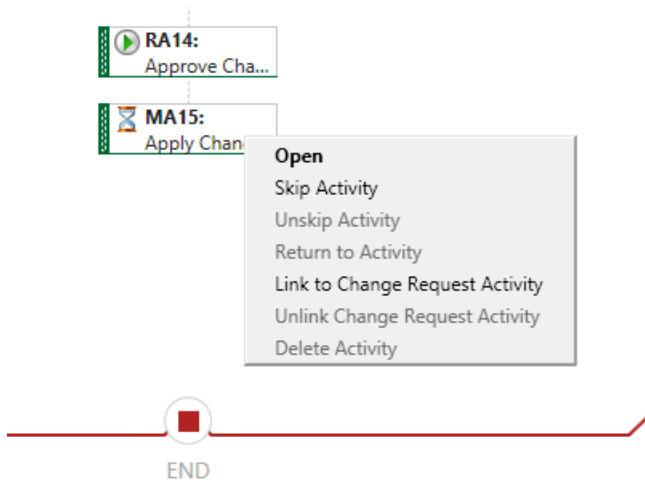 RA14:
Approve Cha...
MA15:
Apply Chan
Open
Skip Activity
Unskip Activity
Return to Activity
Link to Change Request Activity
Unlink Change Request Activity
Delete Activity
END